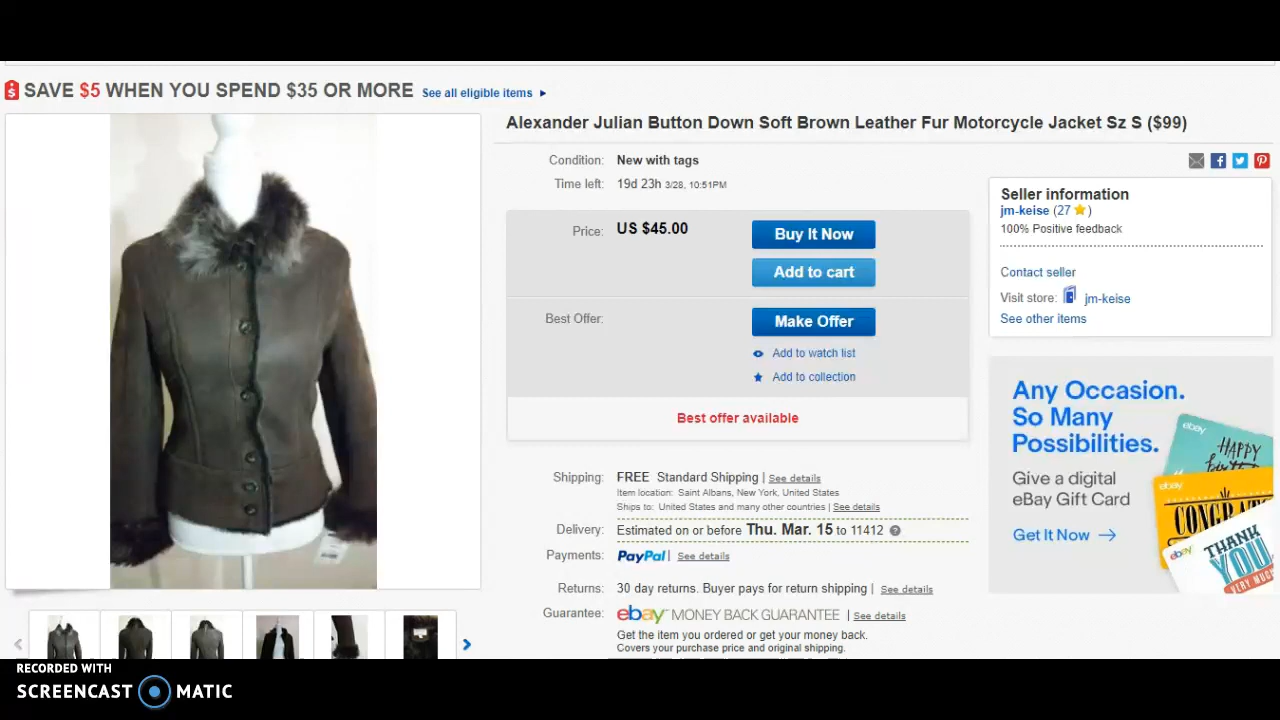 SAVE $5 WHEN YOU SPEND $35 OR MORE See all eligible items
Alexander Julian Button Down Soft Brown Leather Fur Motorcycle Jacket Sz S ($99)
Condition: New with tags
Time left: 19d 23h 3/28, 10:51PM
Price: US $45.00
Buy It Now
Add to cart
Best Offer:
Make Offer
Add to watch list
Add to collection
Best offer available
Shipping: FREE Standard Shipping | See details
Item location: Saint Albans, New York, United States
Ships to: United States and many other countries | See details
Delivery: Estimated on or before Thu. Mar. 15 to 11412
Payments: PayPal | See details
Returns: 30 day returns. Buyer pays for return shipping | See details
Guarantee: ebay MONEY BACK GUARANTEE | See details
Get the item you ordered or get your money back.
Covers your purchase price and original shipping.
Seller information
jm-keise (27 )
100% Positive feedback
Contact seller
Visit store: jm-keise
See other items
Any Occasion.
So Many
Possibilities.
Give a digital
eBay Gift Card
Get It Now
ebay
HAPPY
ebay
ebay
THANK
YOU
RECORDED WITH
SCREENCAST MATIC